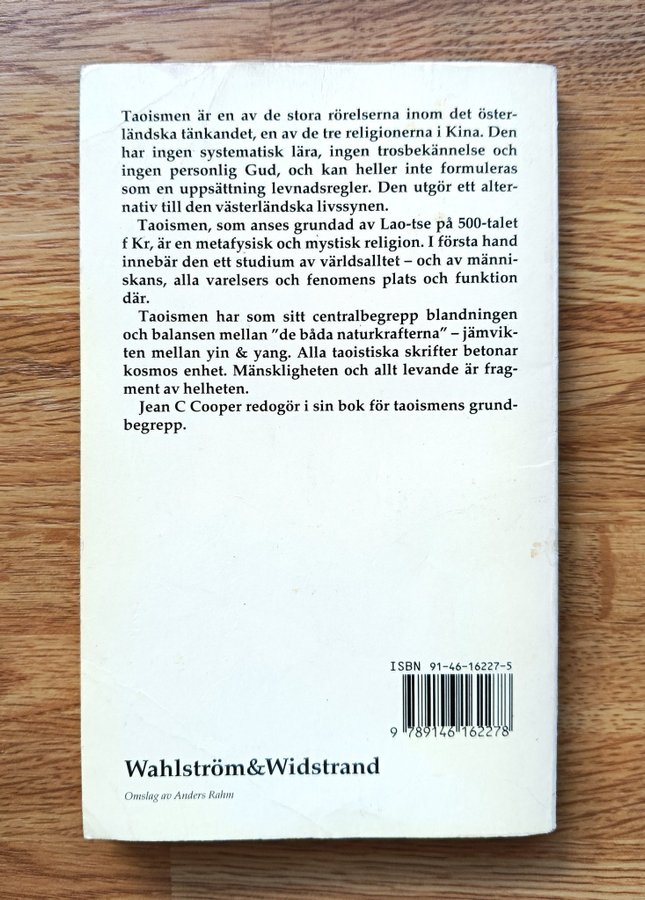 Taoismen är en av de stora rörelserna inom det öster-
ländska tänkandet, en av de tre religionerna i Kina. Den
har ingen systematisk lära, ingen trosbekännelse och
ingen personlig Gud, och kan heller inte formuleras
som en uppsättning levnadsregler. Den utgör ett alter-
nativ till den västerländska livssynen.
Taoismen, som anses grundad av Lao-tse på 500-talet
f Kr, är en metafysisk och mystisk religion. I första hand
innebär den ett studium av världsalltet – och av männi-
skans, alla varelsers och fenomens plats och funktion
där.
Taoismen har som sitt centralbegrepp blandningen
och balansen mellan ”de båda naturkrafterna” – jämvik-
ten mellan yin & yang. Alla taoistiska skrifter betonar
kosmos enhet. Mänskligheten och allt levande är frag-
ment av helheten.
Jean C Cooper redogör i sin bok för taoismens grund-
begrepp.
ISBN 91-46-16227-5
9 789146 162278
Wahlström&Widstrand
Omslag av Anders Rahm